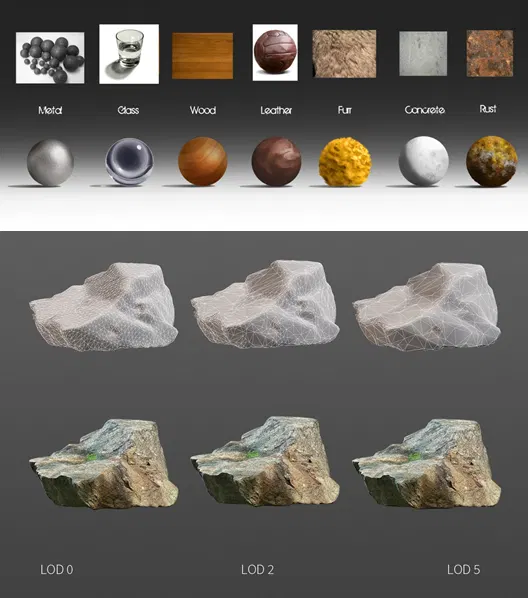 Metal
Glass
Wood
Leather
Furr
Concrete
Rust
LOD 0
LOD 2
LOD 5